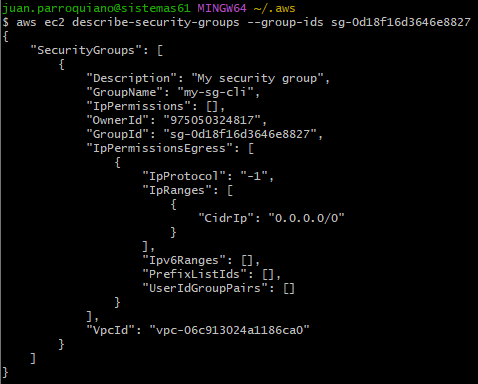 juan.parroquiano@sistemas61 MINGW64 ~/.aws
$ aws ec2 describe-security-groups --group-ids sg-0d18f16d3646e8827
{
    "SecurityGroups": [
        {
            "Description": "My security group",
            "GroupName": "my-sg-cli",
            "IpPermissions": [],
            "OwnerId": "975050324817",
            "GroupId": "sg-0d18f16d3646e8827",
            "IpPermissionsEgress": [
                {
                    "IpProtocol": "-1",
                    "IpRanges": [
                        {
                            "CidrIp": "0.0.0.0/0"
                        }
                    ],
                    "Ipv6Ranges": [],
                    "PrefixListIds": [],
                    "UserIdGroupPairs": []
                }
            ],
            "VpcId": "vpc-06c913024a1186ca0"
        }
    ]
}